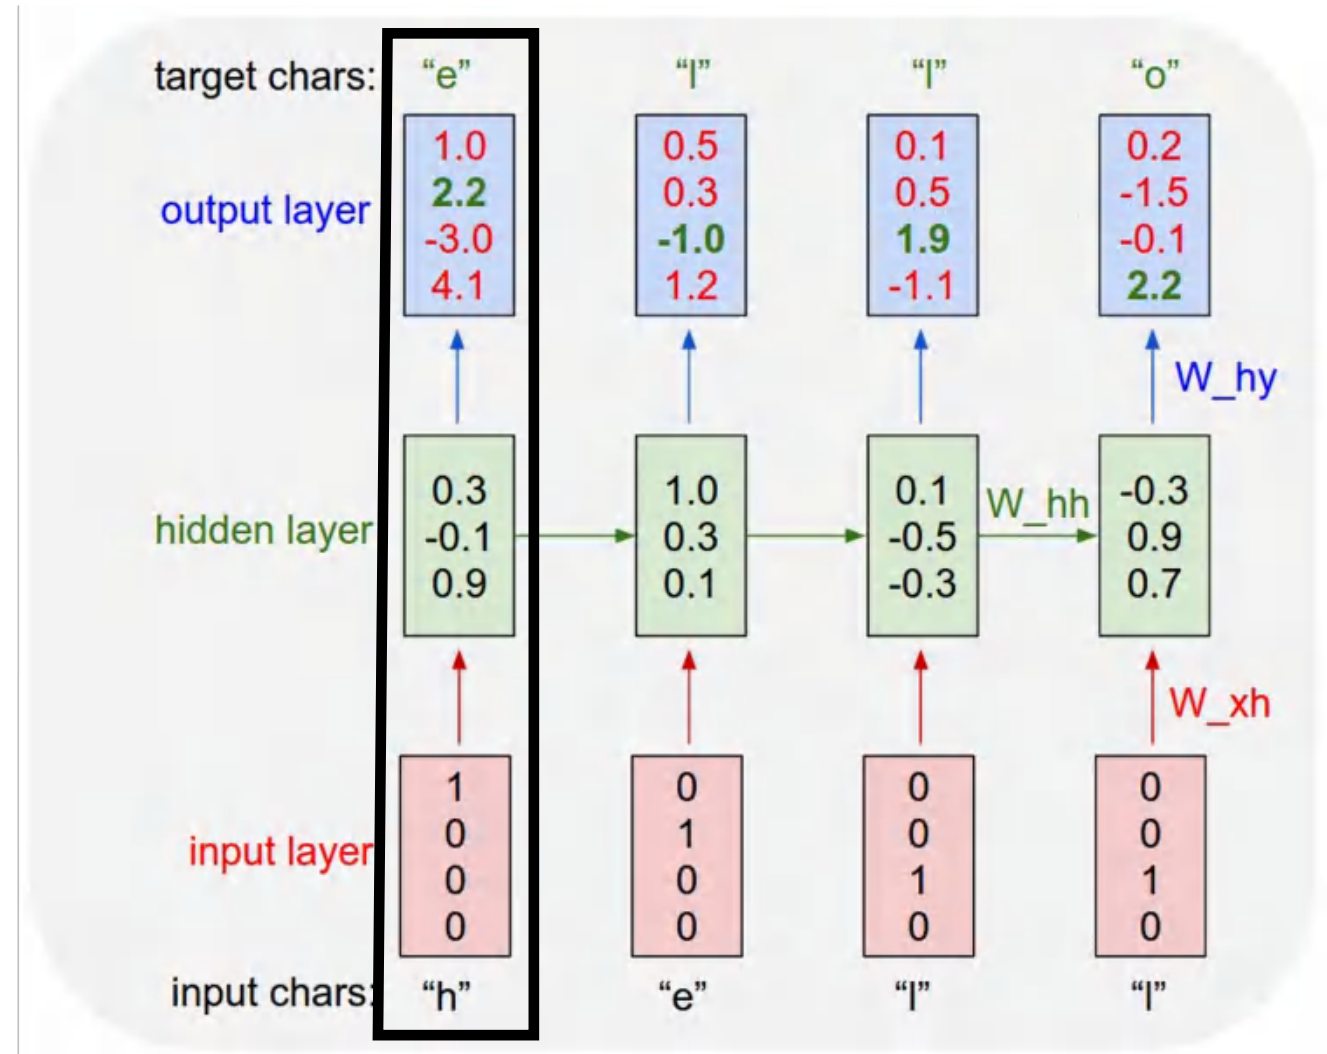 target chars: “e” “l” “l” “o”
output layer
1.0 0.5 0.1 0.2
2.2 0.3 0.5 -1.5
-3.0 -1.0 1.9 -0.1
4.1 1.2 -1.1 2.2
W_hy
hidden layer
0.3 1.0 0.1 -0.3
-0.1 0.3 -0.5 0.9
0.9 0.1 -0.3 0.7
W_hh
W_xh
input layer
1 0 0 0
0 1 0 0
0 0 1 1
0 0 0 0
input chars: “h” “e” “l” “l”